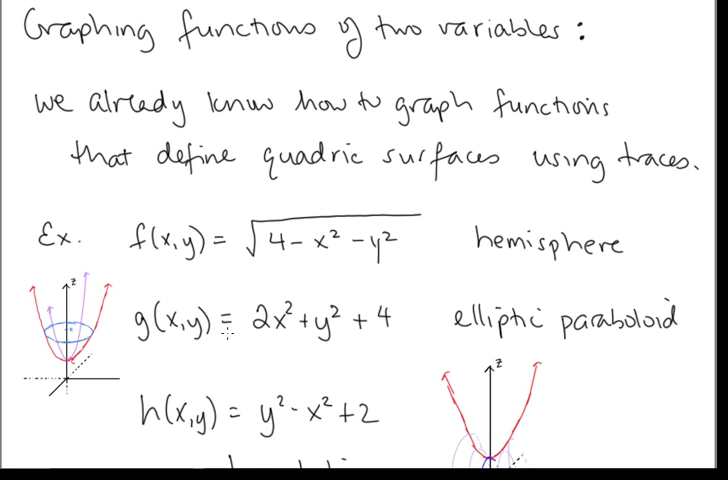 Graphing functions of two variables :
we already know how to graph functions
that define quadric surfaces using traces.
Ex. f(x,y) = √(4 - x² - y²) hemisphere
z
g(x,y) = 2x² + y² + 4 elliptic paraboloid
z
h(x,y) = y² - x² + 2